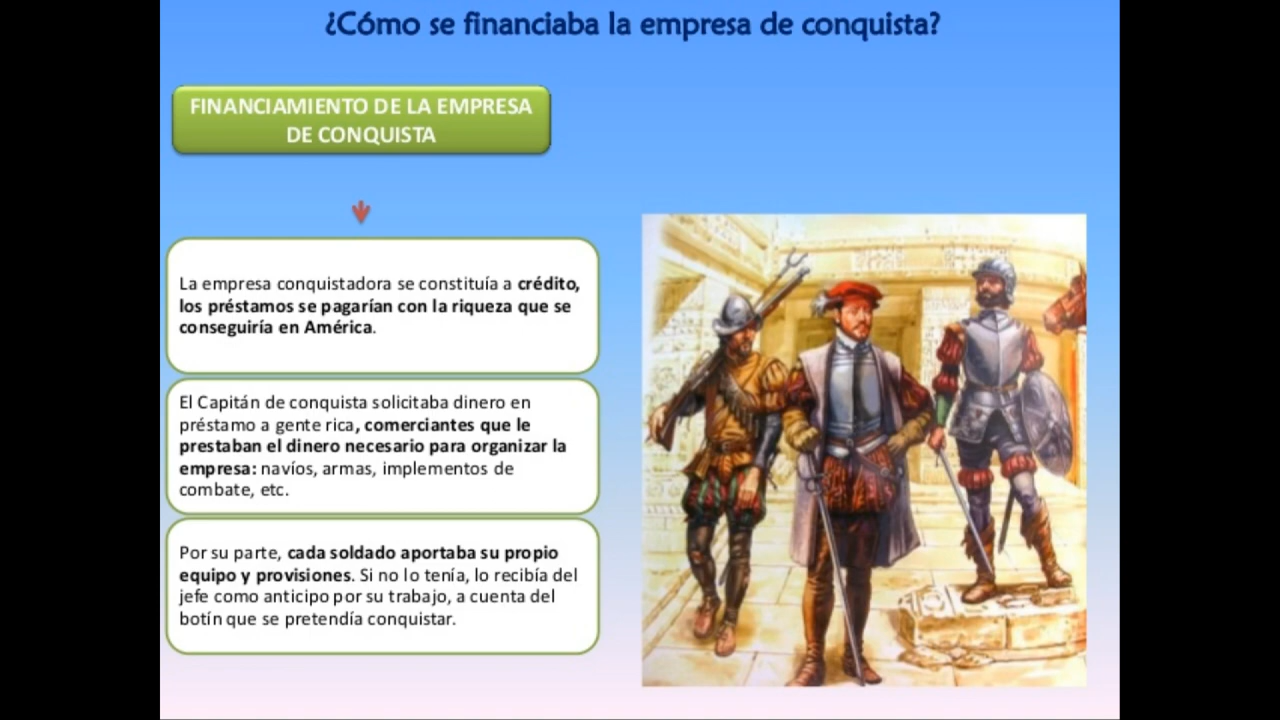 ¿Cómo se financiaba la empresa de conquista?
FINANCIAMIENTO DE LA EMPRESA
DE CONQUISTA
La empresa conquistadora se constituía a crédito,
los préstamos se pagarían con la riqueza que se
conseguiría en América.
El Capitán de conquista solicitaba dinero en
préstamo a gente rica, comerciantes que le
prestaban el dinero necesario para organizar la
empresa: navíos, armas, implementos de
combate, etc.
Por su parte, cada soldado aportaba su propio
equipo y provisiones. Si no lo tenía, lo recibía del
jefe como anticipo por su trabajo, a cuenta del
botín que se pretendía conquistar.